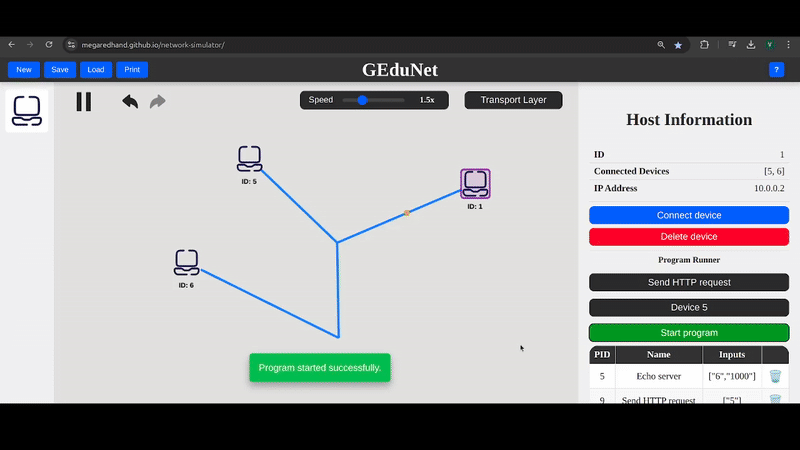 megaredhand.github.io/network-simulator/
New Save Load Print
GEduNet
?
Speed 1.5x
Transport Layer
ID: 5
ID: 1
ID: 6
Program started successfully.
Host Information
ID 1
Connected Devices [5, 6]
IP Address 10.0.0.2
Connect device
Delete device
Program Runner
Send HTTP request
Device 5
Start program
PID Name Inputs
5 Echo server ["6","1000"]
9 Send HTTP request ["5"]